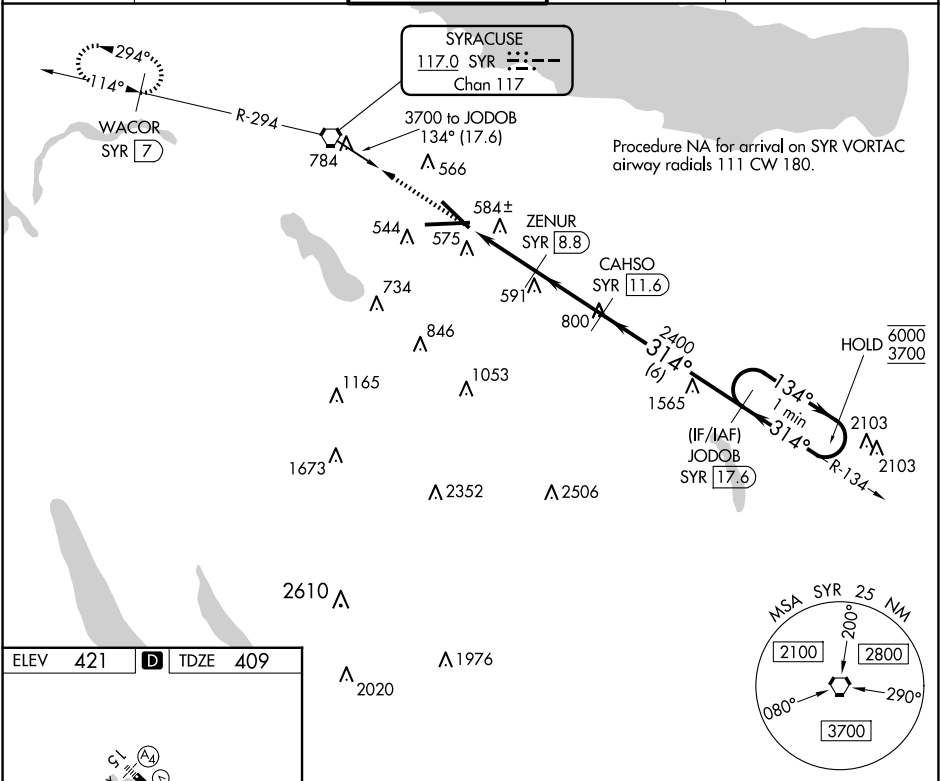 SYRACUSE
117.0 SYR
Chan 117
294°
114°
WACOR
SYR 7
R-294
3700 to JODOB
134° (17.6)
Procedure NA for arrival on SYR VORTAC
airway radials 111 CW 180.
784
566
584±
544
575
ZENUR
SYR 8.8
591
CAHSO
SYR 11.6
734
800
846
2400
314°
(6)
HOLD 6000
3700
1165
1053
1565
134°
1 min
314°
2103
2103
(IF/IAF)
JODOB
SYR 17.6
R-134
1673
2352
2506
2610
MSA SYR 25 NM
200°
2100
2800
080°
290°
3700
ELEV 421 D TDZE 409
1976
2020
15
A4
V